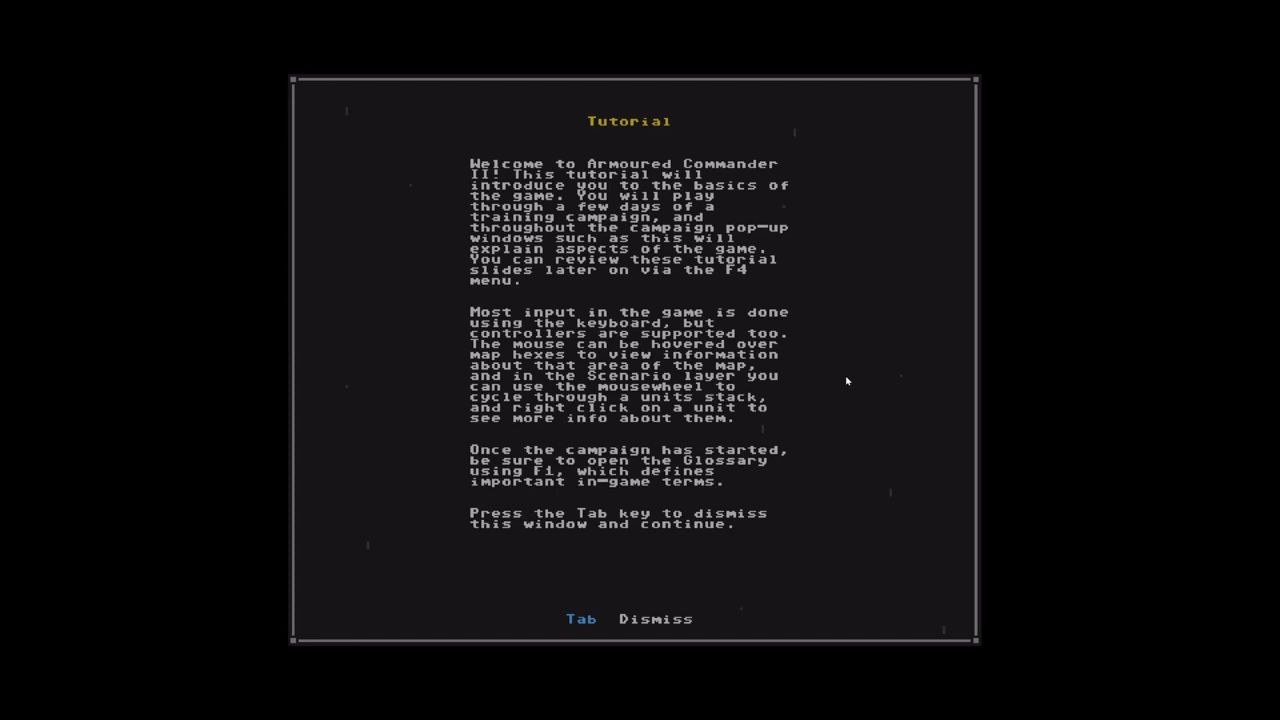 Tutorial
Welcome to Armoured Commander
II! This tutorial will
introduce you to the basics of
the game. You will play
through a few days of a
training campaign, and
throughout the campaign pop-up
windows such as this will
explain aspects of the game.
You can review these tutorial
slides later on via the F4
menu.
Most input in the game is done
using the keyboard, but
controllers are supported too.
The mouse can be hovered over
map hexes to view information
about that area of the map,
and in the Scenario layer you
can use the mousewheel to
cycle through a units stack,
and right click on a unit to
see more info about them.
Once the campaign has started,
be sure to open the Glossary
using F1, which defines
important in-game terms.
Press the Tab key to dismiss
this window and continue.
Tab Dismiss